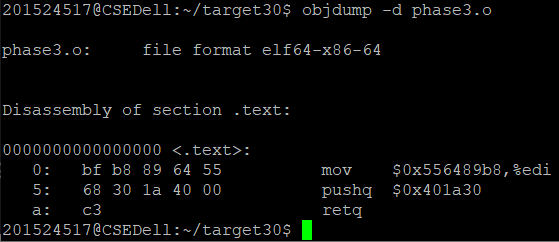 201524517@CSEDell:~/target30$ objdump -d phase3.o
phase3.o:     file format elf64-x86-64
Disassembly of section .text:
0000000000000000 <.text>:
   0:   bf b8 89 64 55          mov    $0x556489b8,%edi
   5:   68 30 1a 40 00          pushq  $0x401a30
   a:   c3                      retq
201524517@CSEDell:~/target30$